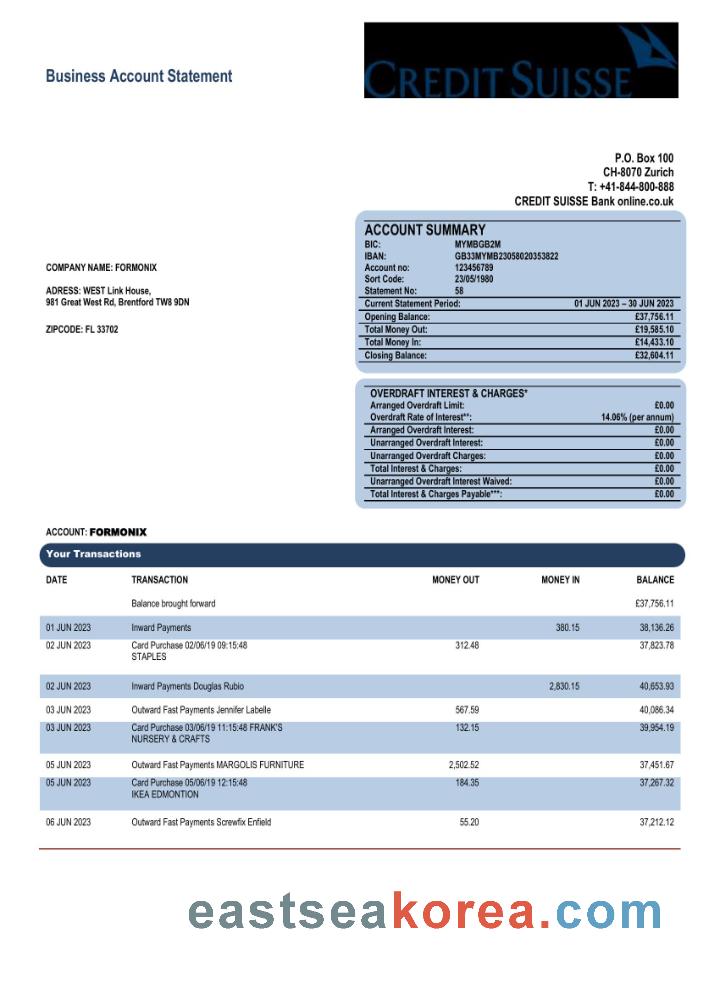 Business Account Statement
CREDIT SUISSE
P.O. Box 100
CH-8070 Zurich
T: +41-844-800-888
CREDIT SUISSE Bank online.co.uk
COMPANY NAME: FORMONIX
ADRESS: WEST Link House,
981 Great West Rd, Brentford TW8 9DN
ZIPCODE: FL 33702
ACCOUNT SUMMARY
BIC: MYMBGB2M
IBAN: GB33MYMB23058020353822
Account no: 123456789
Sort Code: 23/05/1980
Statement No: 58
Current Statement Period: 01 JUN 2023 – 30 JUN 2023
Opening Balance: £37,756.11
Total Money Out: £19,585.10
Total Money In: £14,433.10
Closing Balance: £32,604.11
OVERDRAFT INTEREST & CHARGES*
Arranged Overdraft Limit: £0.00
Overdraft Rate of Interest**: 14.06% (per annum)
Arranged Overdraft Interest: £0.00
Unarranged Overdraft Interest: £0.00
Unarranged Overdraft Charges: £0.00
Total Interest & Charges: £0.00
Unarranged Overdraft Interest Waived: £0.00
Total Interest & Charges Payable***: £0.00
ACCOUNT: FORMONIX
Your Transactions
DATE TRANSACTION MONEY OUT MONEY IN BALANCE
Balance brought forward £37,756.11
01 JUN 2023 Inward Payments 380.15 38,136.26
02 JUN 2023 Card Purchase 02/06/19 09:15:48 312.48 37,823.78
STAPLES
02 JUN 2023 Inward Payments Douglas Rubio 2,830.15 40,653.93
03 JUN 2023 Outward Fast Payments Jennifer Labelle 567.59 40,086.34
03 JUN 2023 Card Purchase 03/06/19 11:15:48 FRANK'S 132.15 39,954.19
NURSERY & CRAFTS
05 JUN 2023 Outward Fast Payments MARGOLIS FURNITURE 2,502.52 37,451.67
05 JUN 2023 Card Purchase 05/06/19 12:15:48 184.35 37,267.32
IKEA EDMONTION
06 JUN 2023 Outward Fast Payments Screwfix Enfield 55.20 37,212.12
eastseakorea.com